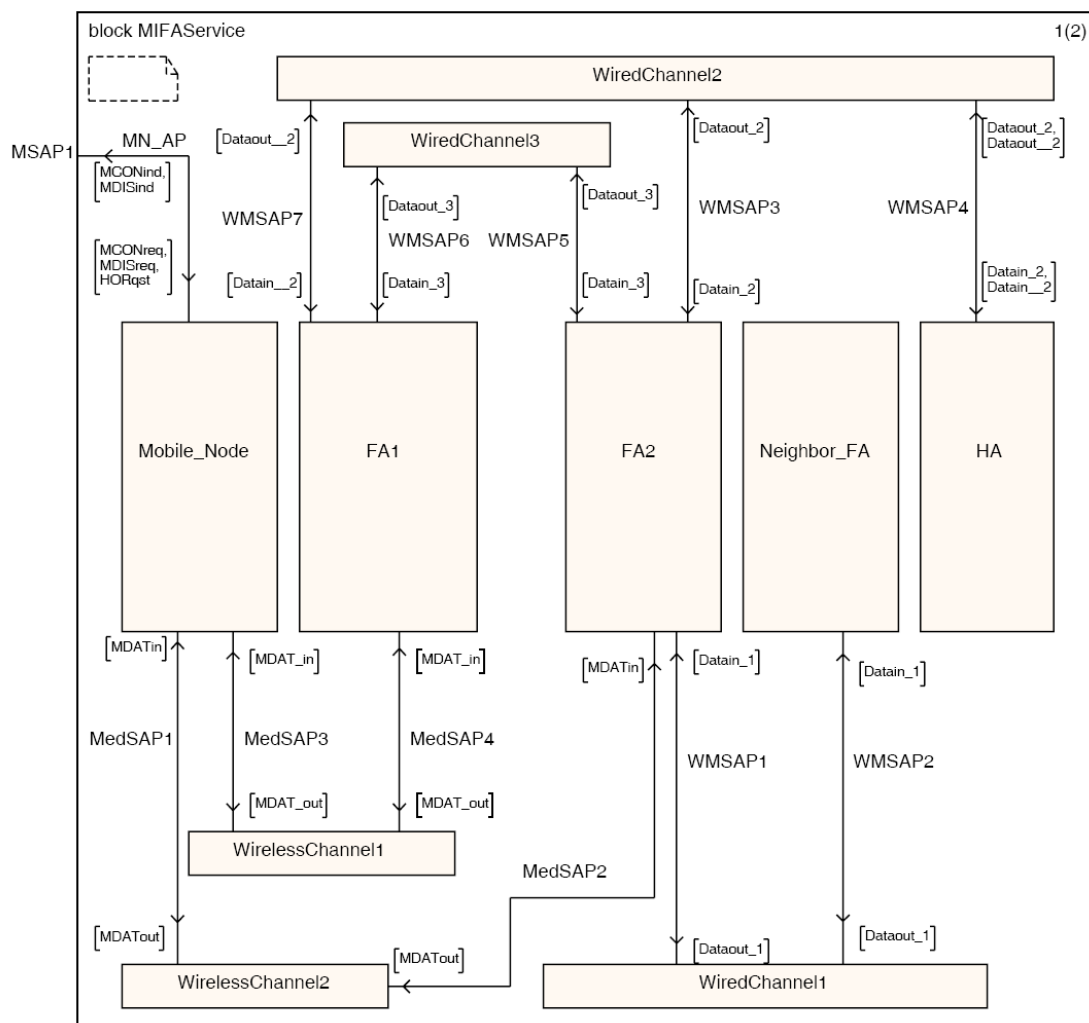 block MIFAService
1(2)
WiredChannel2
MN_AP
MSAP1
[MCONind,
MDISind]
[Dataout__2]
WiredChannel3
[Dataout_2]
[Dataout_2,
Dataout__2]
[Dataout_3]
[Dataout_3]
WMSAP7
WMSAP6
WMSAP5
WMSAP3
WMSAP4
[MCONreq,
MDISreq,
HORqst]
[Datain__2]
[Datain_3]
[Datain_3]
[Datain_2]
[Datain_2,
Datain__2]
Mobile_Node
FA1
FA2
Neighbor_FA
HA
[MDATin]
[MDAT_in]
[MDAT_in]
[MDATin]
[Datain_1]
[Datain_1]
MedSAP1
MedSAP3
MedSAP4
WMSAP1
WMSAP2
[MDAT_out]
[MDAT_out]
WirelessChannel1
MedSAP2
[MDATout]
[MDATout]
[Dataout_1]
[Dataout_1]
WirelessChannel2
WiredChannel1